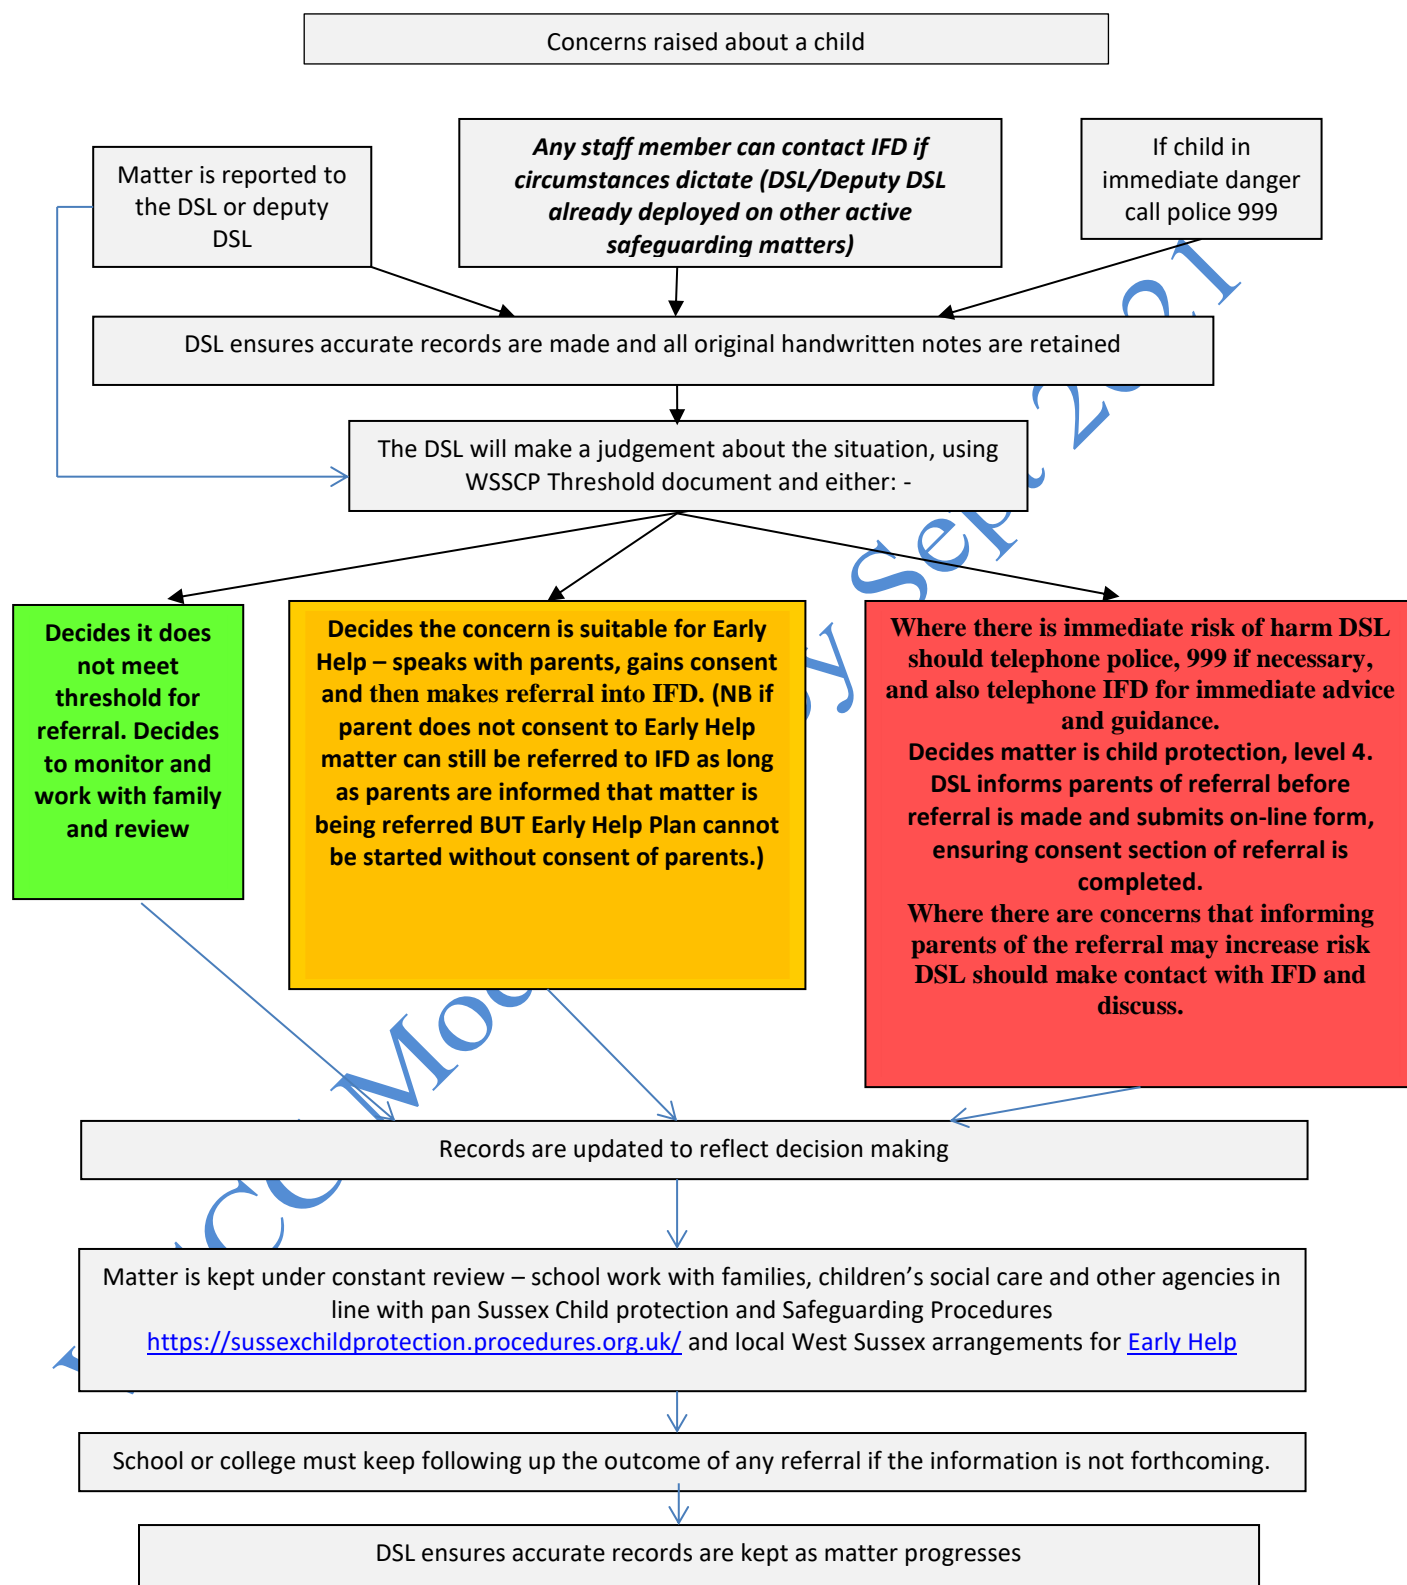 Concerns raised about a child
Matter is reported to
the DSL or deputy
DSL
Any staff member can contact IFD if
circumstances dictate (DSL/Deputy DSL
already deployed on other active
safeguarding matters)
If child in
immediate danger
call police 999
DSL ensures accurate records are made and all original handwritten notes are retained
The DSL will make a judgement about the situation, using
WSSCP Threshold document and either: -
Decides it does
not meet
threshold for
referral. Decides
to monitor and
work with family
and review
Decides the concern is suitable for Early
Help – speaks with parents, gains consent
and then makes referral into IFD. (NB if
parent does not consent to Early Help
matter can still be referred to IFD as long
as parents are informed that matter is
being referred BUT Early Help Plan cannot
be started without consent of parents.)
Where there is immediate risk of harm DSL
should telephone police, 999 if necessary,
and also telephone IFD for immediate advice
and guidance.
Decides matter is child protection, level 4.
DSL informs parents of referral before
referral is made and submits on-line form,
ensuring consent section of referral is
completed.
Where there are concerns that informing
parents of the referral may increase risk
DSL should make contact with IFD and
discuss.
Records are updated to reflect decision making
Matter is kept under constant review – school work with families, children’s social care and other agencies in
line with pan Sussex Child protection and Safeguarding Procedures
https://sussexchildprotection.procedures.org.uk/ and local West Sussex arrangements for Early Help
School or college must keep following up the outcome of any referral if the information is not forthcoming.
DSL ensures accurate records are kept as matter progresses